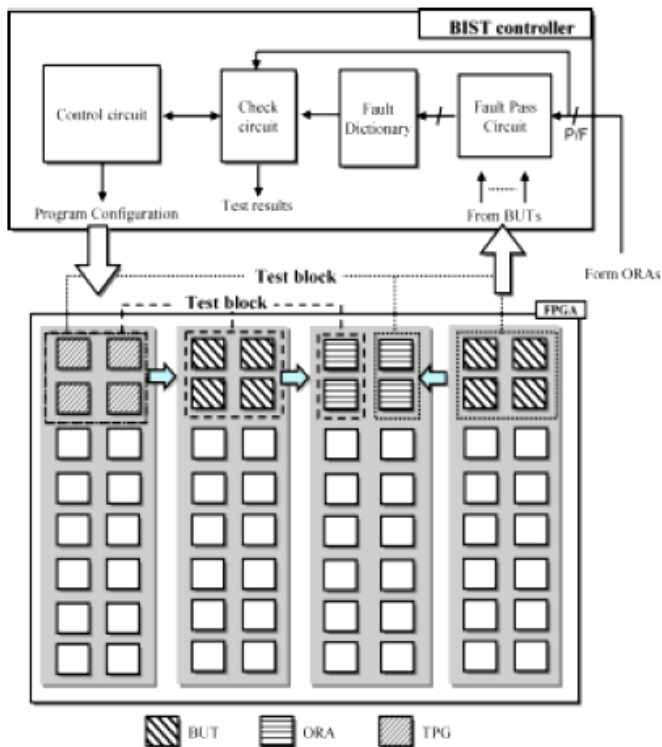 BIST controller
Control circuit
Check
circuit
Fault
Dictionary
Fault Pass
Circuit
P/F
Program Configuration
Test results
From BUTs
Form ORAs
Test block
Test block
FPGA
BUT
ORA
TPG